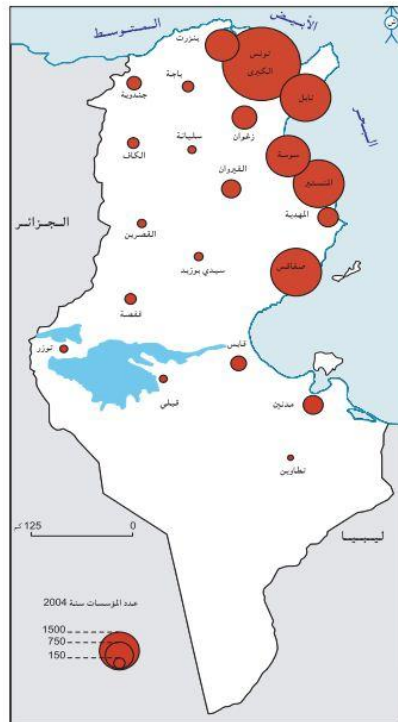 الأبيض
المتوسط
ش
بنزرت
تونس
الكبرى
باجة
جندوبة
نابل
البحر
زغوان
سليانة
الكاف
سوسة
القيروان
المنستير
المهدية
الجزائر
القصرين
سيدي بوزيد
صفاقس
قفصة
توزر
قابس
قبلي
مدنين
تطاوين
125 كم
0
ليبيا
عدد المؤسسات سنة 2004
1500
750
150